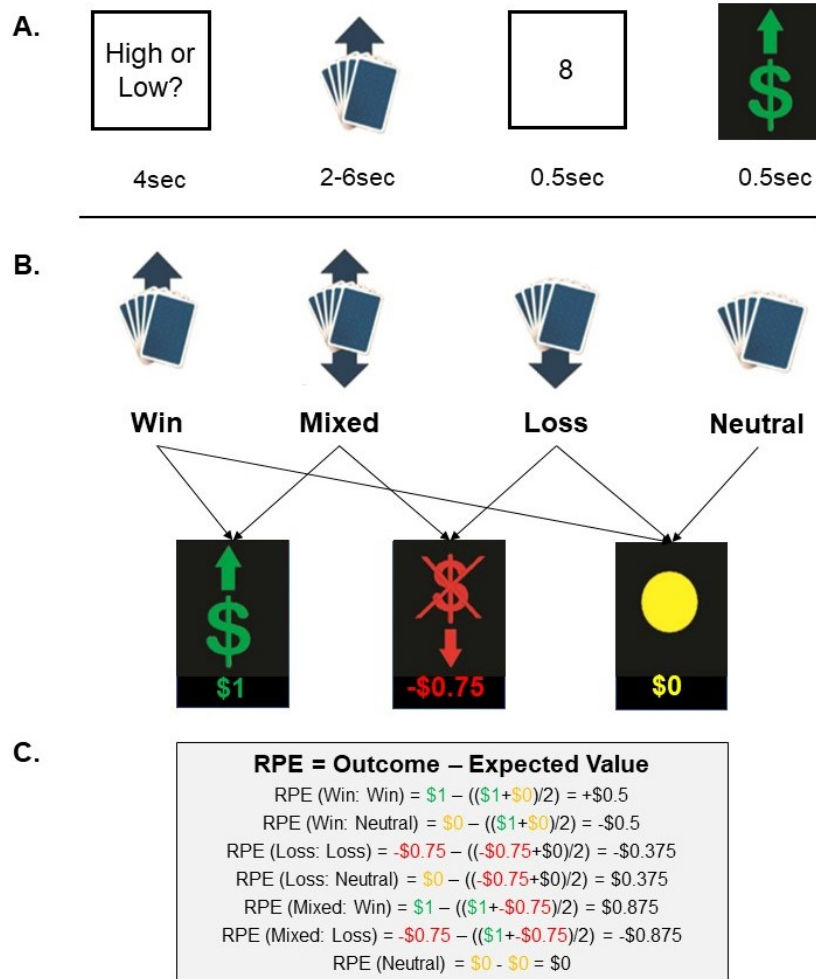 A.
High or
Low?
8
$
4sec
2-6sec
0.5sec
0.5sec
B.
Win
Mixed
Loss
Neutral
$
$
$1
-$0.75
$0
C.
RPE = Outcome – Expected Value
RPE (Win: Win) = $1 – (($1+$0)/2) = +$0.5
RPE (Win: Neutral) = $0 – (($1+$0)/2) = -$0.5
RPE (Loss: Loss) = -$0.75 – ((-$0.75+$0)/2) = -$0.375
RPE (Loss: Neutral) = $0 – ((-$0.75+$0)/2) = $0.375
RPE (Mixed: Win) = $1 – (($1+-$0.75)/2) = $0.875
RPE (Mixed: Loss) = -$0.75 – (($1+-$0.75)/2) = -$0.875
RPE (Neutral) = $0 - $0 = $0